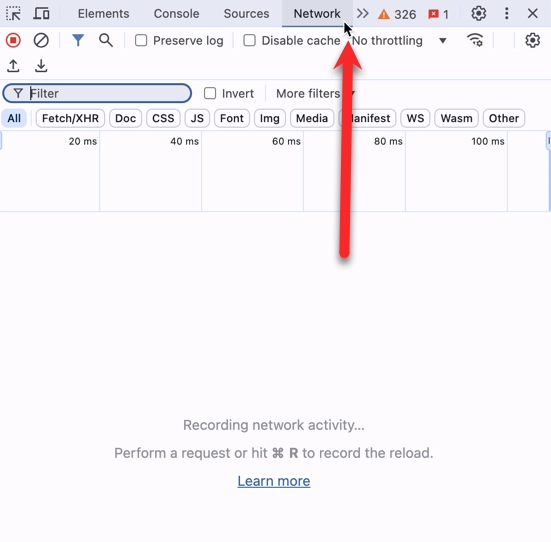 Elements Console Sources Network 326 1
Preserve log Disable cache No throttling
Filter Invert More filters
All Fetch/XHR Doc CSS JS Font Img Media Manifest WS Wasm Other
20 ms 40 ms 60 ms 80 ms 100 ms
Recording network activity...
Perform a request or hit ⌘ R to record the reload.
Learn more